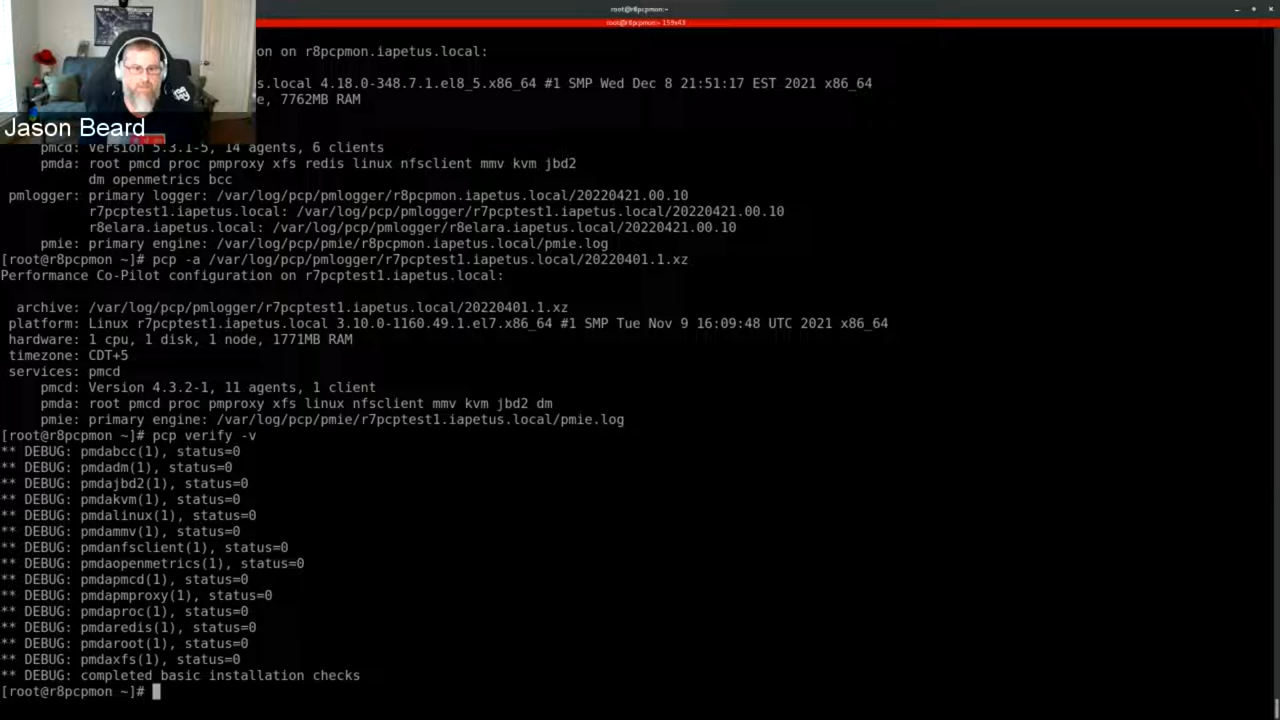 root@r8pcpmon:~
root@r8pcpmon:~ 159x43
Jason Beard
on on r8pcpmon.iapetus.local:
s.local 4.18.0-348.7.1.el8_5.x86_64 #1 SMP Wed Dec 8 21:51:17 EST 2021 x86_64
e, 7762MB RAM
pmcd: Version 5.3.1-5, 14 agents, 6 clients
pmda: root pmcd proc pmproxy xfs redis linux nfsclient mmv kvm jbd2
dm openmetrics bcc
pmlogger: primary logger: /var/log/pcp/pmlogger/r8pcpmon.iapetus.local/20220421.00.10
r7pcptest1.iapetus.local: /var/log/pcp/pmlogger/r7pcptest1.iapetus.local/20220421.00.10
r8elara.iapetus.local: /var/log/pcp/pmlogger/r8elara.iapetus.local/20220421.00.10
pmie: primary engine: /var/log/pcp/pmie/r8pcpmon.iapetus.local/pmie.log
[root@r8pcpmon ~]# pcp -a /var/log/pcp/pmlogger/r7pcptest1.iapetus.local/20220401.1.xz
Performance Co-Pilot configuration on r7pcptest1.iapetus.local:
archive: /var/log/pcp/pmlogger/r7pcptest1.iapetus.local/20220401.1.xz
platform: Linux r7pcptest1.iapetus.local 3.10.0-1160.49.1.el7.x86_64 #1 SMP Tue Nov 9 16:09:48 UTC 2021 x86_64
hardware: 1 cpu, 1 disk, 1 node, 1771MB RAM
timezone: CDT+5
services: pmcd
pmcd: Version 4.3.2-1, 11 agents, 1 client
pmda: root pmcd proc pmproxy xfs linux nfsclient mmv kvm jbd2 dm
pmie: primary engine: /var/log/pcp/pmie/r7pcptest1.iapetus.local/pmie.log
[root@r8pcpmon ~]# pcp verify -v
** DEBUG: pmdabcc(1), status=0
** DEBUG: pmdadm(1), status=0
** DEBUG: pmdajbd2(1), status=0
** DEBUG: pmdakvm(1), status=0
** DEBUG: pmdalinux(1), status=0
** DEBUG: pmdammv(1), status=0
** DEBUG: pmdanfsclient(1), status=0
** DEBUG: pmdaopenmetrics(1), status=0
** DEBUG: pmdapmcd(1), status=0
** DEBUG: pmdapmproxy(1), status=0
** DEBUG: pmdaproc(1), status=0
** DEBUG: pmdaredis(1), status=0
** DEBUG: pmdaroot(1), status=0
** DEBUG: pmdaxfs(1), status=0
** DEBUG: completed basic installation checks
[root@r8pcpmon ~]#